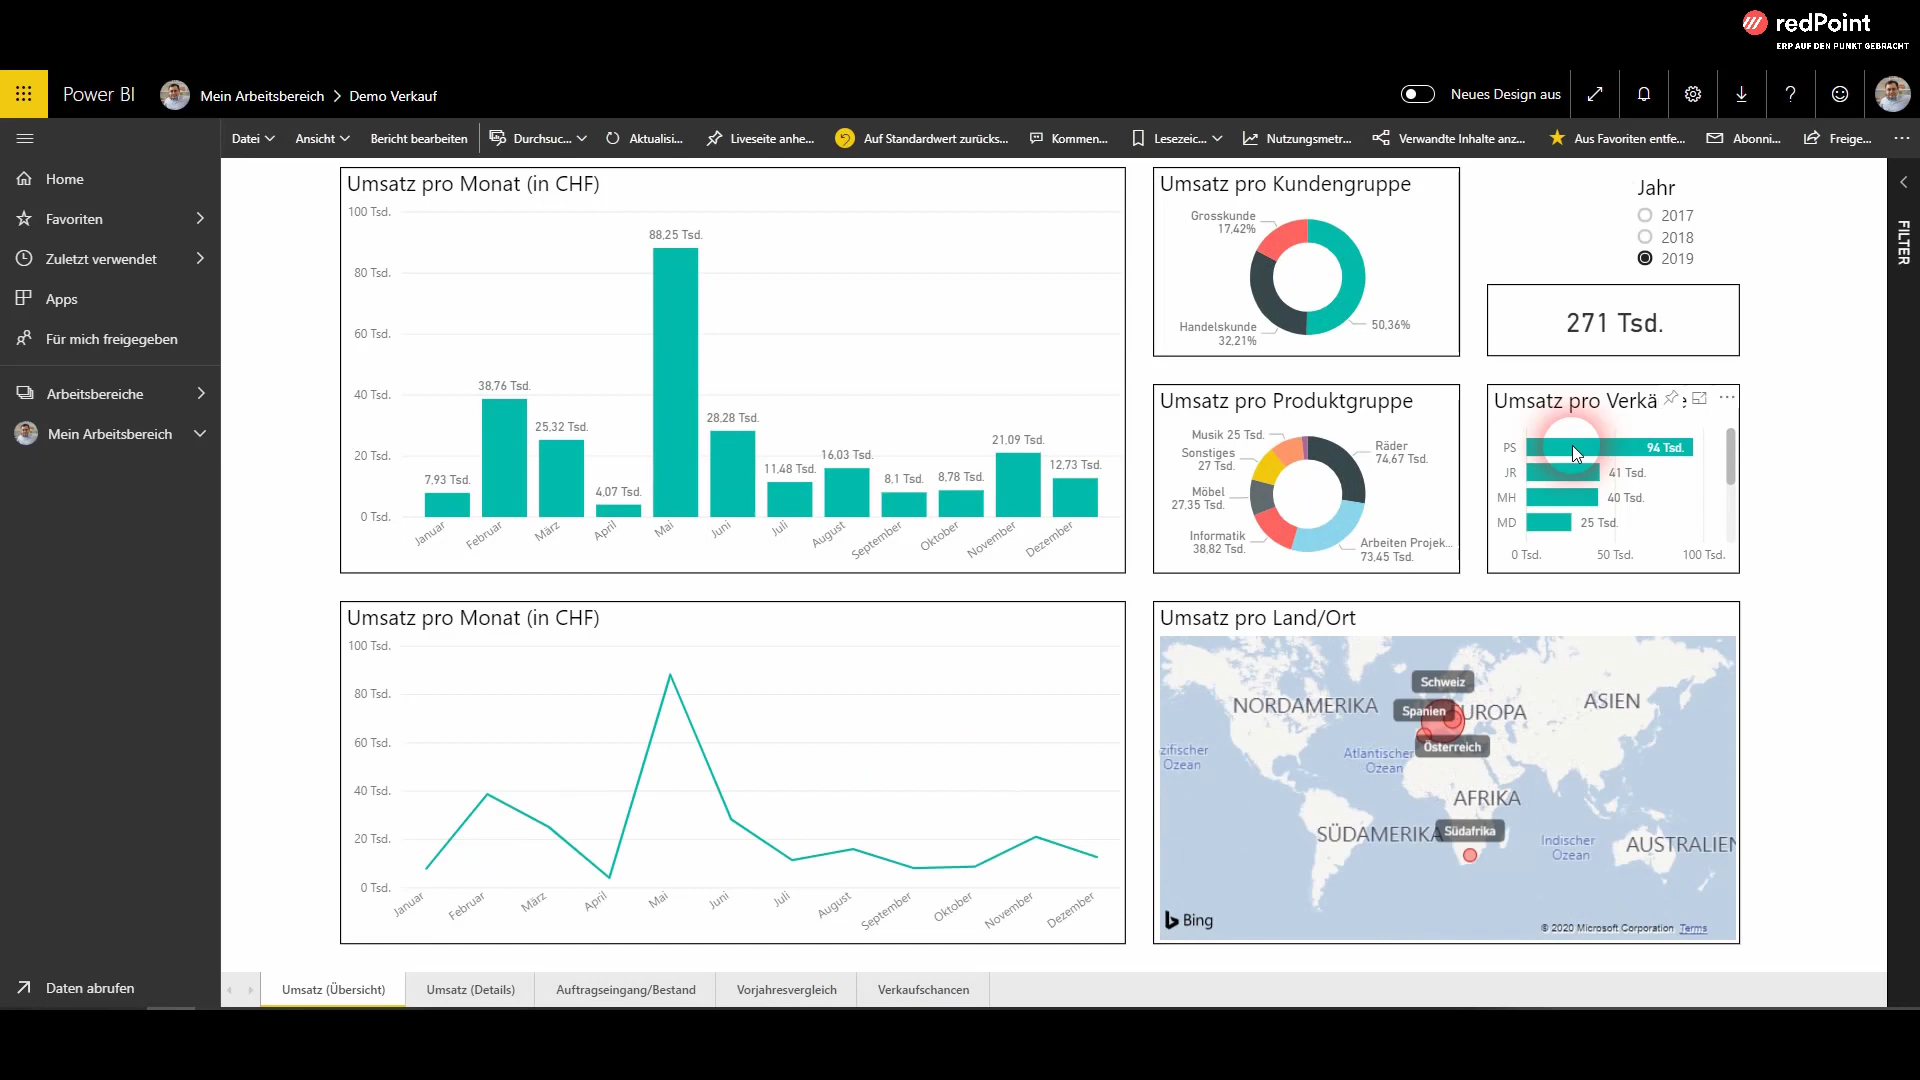 redPoint
ERP AUF DEN PUNKT GEBRACHT
Power BI
Mein Arbeitsbereich > Demo Verkauf
Neues Design aus
Datei
Ansicht
Bericht bearbeiten
Durchsuc...
Aktualisi...
Liveseite anhe...
Auf Standardwert zurücks...
Kommen...
Lesezeic...
Nutzungsmetr...
Verwandte Inhalte anz...
Aus Favoriten entfe...
Abonni...
Freige...
Home
Favoriten
Zuletzt verwendet
Apps
Für mich freigegeben
Arbeitsbereiche
Mein Arbeitsbereich
Daten abrufen
Umsatz pro Monat (in CHF)
100 Tsd.
80 Tsd.
60 Tsd.
40 Tsd.
20 Tsd.
0 Tsd.
7,93 Tsd.
38,76 Tsd.
25,32 Tsd.
4,07 Tsd.
88,25 Tsd.
28,28 Tsd.
11,48 Tsd.
16,03 Tsd.
8,1 Tsd.
8,78 Tsd.
21,09 Tsd.
12,73 Tsd.
Januar
Februar
März
April
Mai
Juni
Juli
August
September
Oktober
November
Dezember
Umsatz pro Kundengruppe
Grosskunde
17,42%
Handelskunde
32,21%
50,36%
Jahr
2017
2018
2019
271 Tsd.
FILTER
Umsatz pro Produktgruppe
Musik 25 Tsd.
Sonstiges
27 Tsd.
Möbel
27,35 Tsd.
Informatik
38,82 Tsd.
Räder
74,67 Tsd.
Arbeiten Projek...
73,45 Tsd.
Umsatz pro Verkä
PS
94 Tsd.
JR
41 Tsd.
MH
40 Tsd.
MD
25 Tsd.
0 Tsd.
50 Tsd.
100 Tsd.
Umsatz pro Monat (in CHF)
100 Tsd.
80 Tsd.
60 Tsd.
40 Tsd.
20 Tsd.
0 Tsd.
Januar
Februar
März
April
Mai
Juni
Juli
August
September
Oktober
November
Dezember
Umsatz pro Land/Ort
NORDAMERIKA
Schweiz
Spanien
UROPA
Österreich
ASIEN
zifischer
Ozean
Atlantischer
Ozean
AFRIKA
SÜDAMERIKA
Südafrika
Indischer
Ozean
AUSTRALIEN
Bing
© 2020 Microsoft Corporation Terms
Umsatz (Übersicht)
Umsatz (Details)
Auftragseingang/Bestand
Vorjahresvergleich
Verkaufschancen